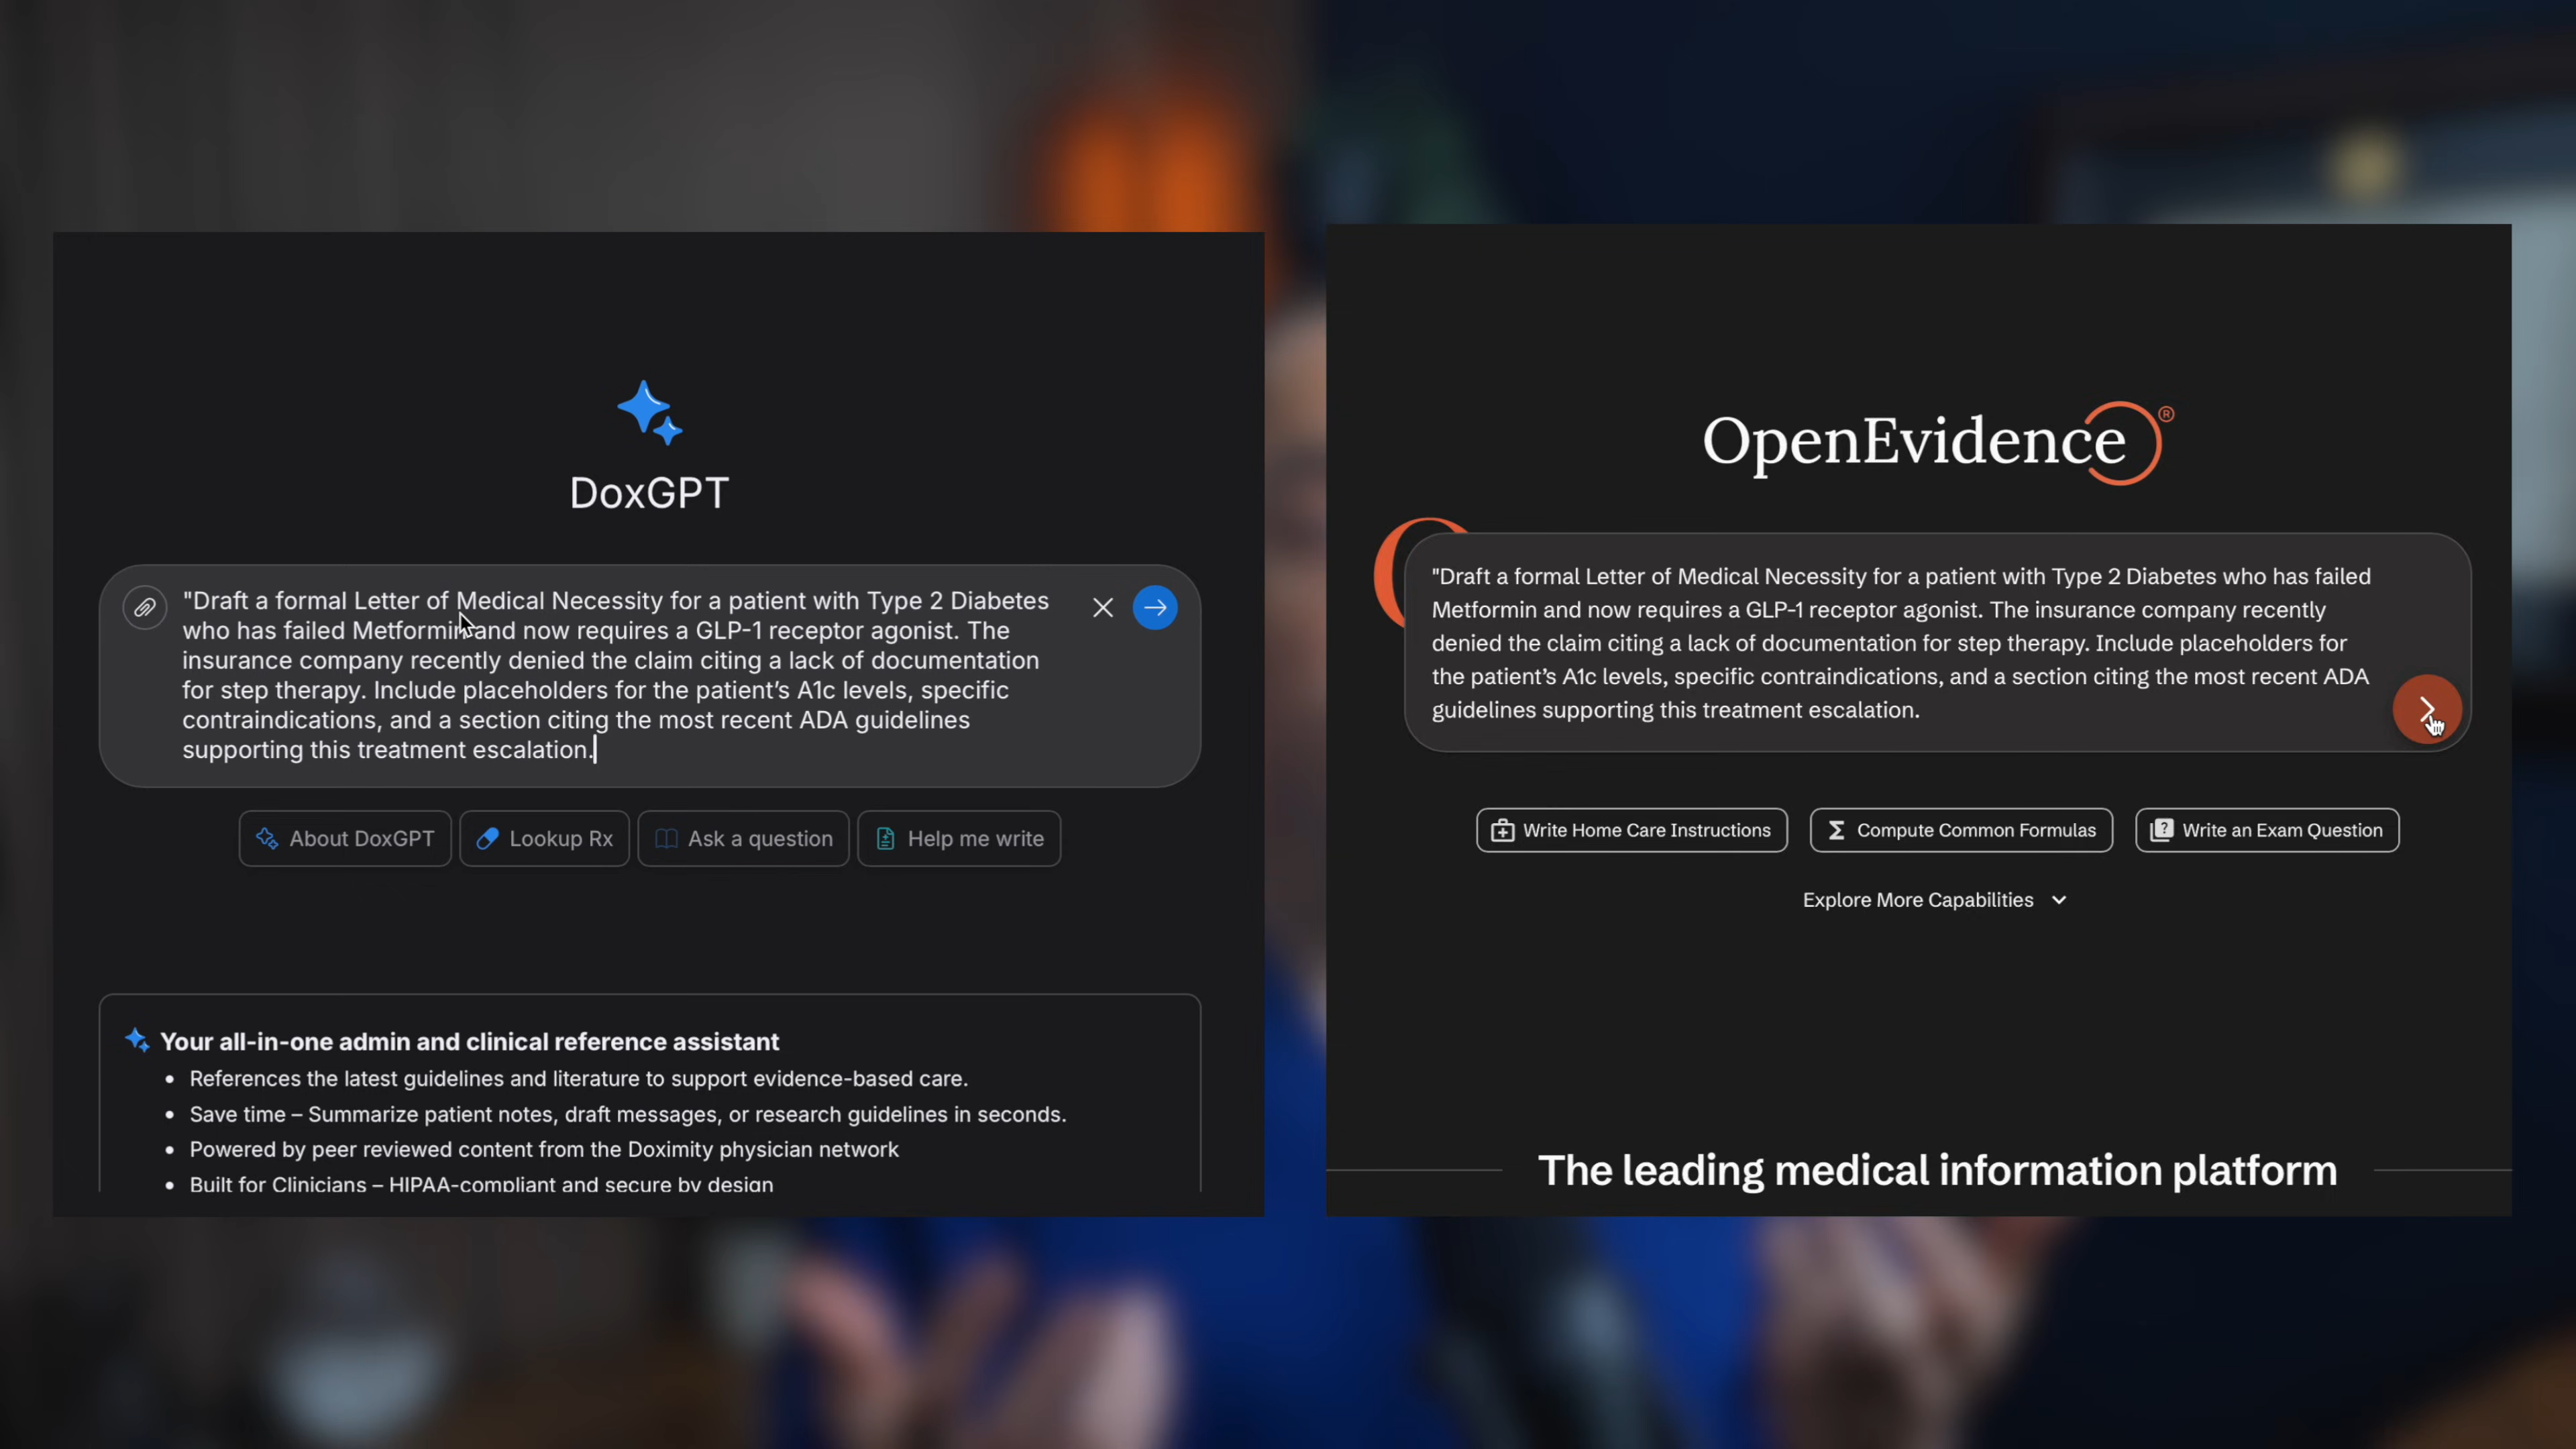 DoxGPT
"Draft a formal Letter of Medical Necessity for a patient with Type 2 Diabetes
who has failed Metformin and now requires a GLP-1 receptor agonist. The
insurance company recently denied the claim citing a lack of documentation
for step therapy. Include placeholders for the patient's A1c levels, specific
contraindications, and a section citing the most recent ADA guidelines
supporting this treatment escalation.
About DoxGPT
Lookup Rx
Ask a question
Help me write
Your all-in-one admin and clinical reference assistant
• References the latest guidelines and literature to support evidence-based care.
• Save time – Summarize patient notes, draft messages, or research guidelines in seconds.
• Powered by peer reviewed content from the Doximity physician network
• Built for Clinicians – HIPAA-compliant and secure by design
OpenEvidence®
"Draft a formal Letter of Medical Necessity for a patient with Type 2 Diabetes who has failed
Metformin and now requires a GLP-1 receptor agonist. The insurance company recently
denied the claim citing a lack of documentation for step therapy. Include placeholders for
the patient's A1c levels, specific contraindications, and a section citing the most recent ADA
guidelines supporting this treatment escalation.
Write Home Care Instructions
Compute Common Formulas
Write an Exam Question
Explore More Capabilities
The leading medical information platform